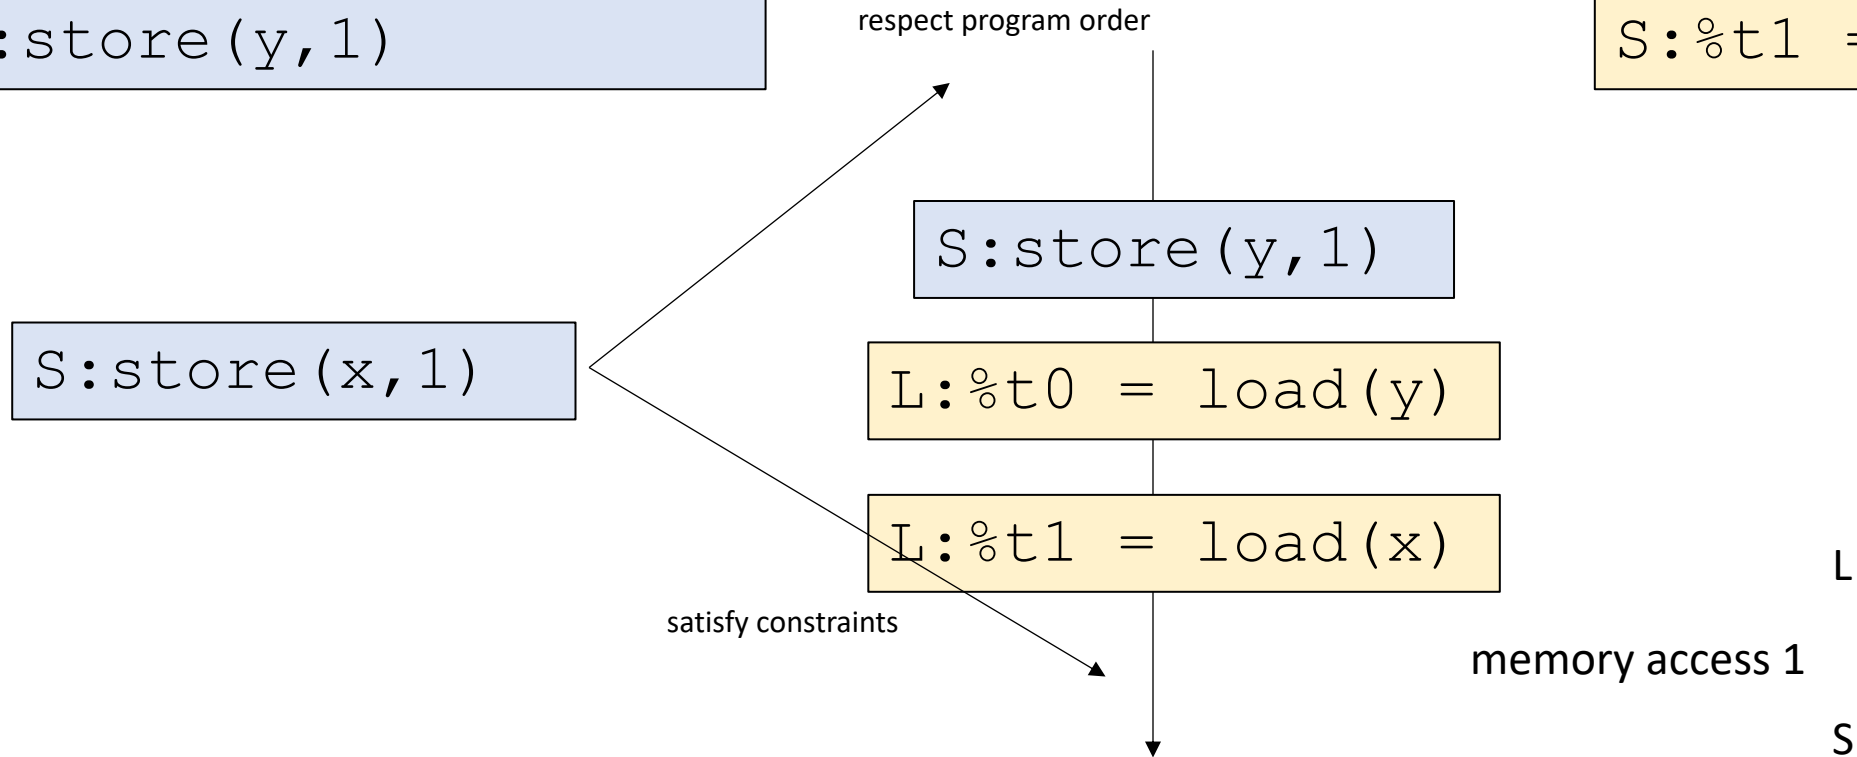 respect program order
:store(y,1)
S:%t1 =
S:store(y,1)
S:store(x,1)
L:%t0 = load(y)
L:%t1 = load(x)
L
satisfy constraints
memory access 1
S